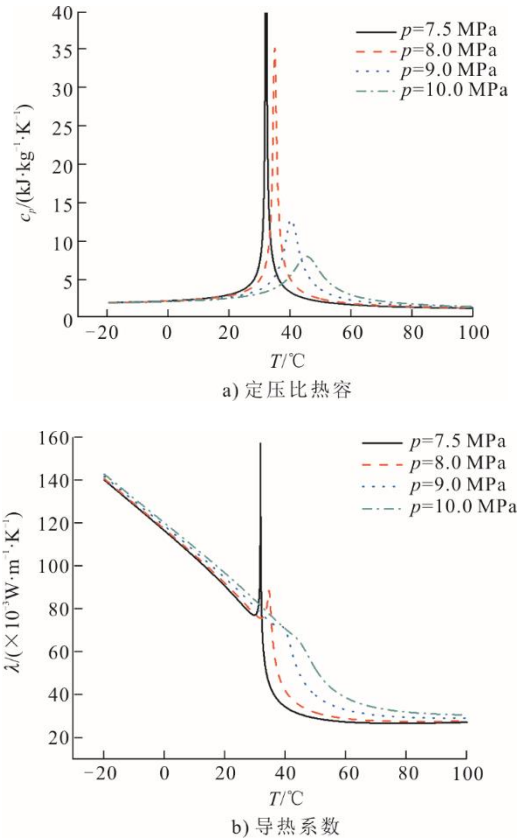 40
35
30
25
20
15
10
5
0
c_p/(kJ·kg⁻¹·K⁻¹)
p=7.5 MPa
p=8.0 MPa
p=9.0 MPa
p=10.0 MPa
−20 0 20 40 60 80 100
T/℃
a) 定压比热容
160
140
120
100
80
60
40
20
λ/(×10⁻³W·m⁻¹·K⁻¹)
p=7.5 MPa
p=8.0 MPa
p=9.0 MPa
p=10.0 MPa
−20 0 20 40 60 80 100
T/℃
b) 导热系数